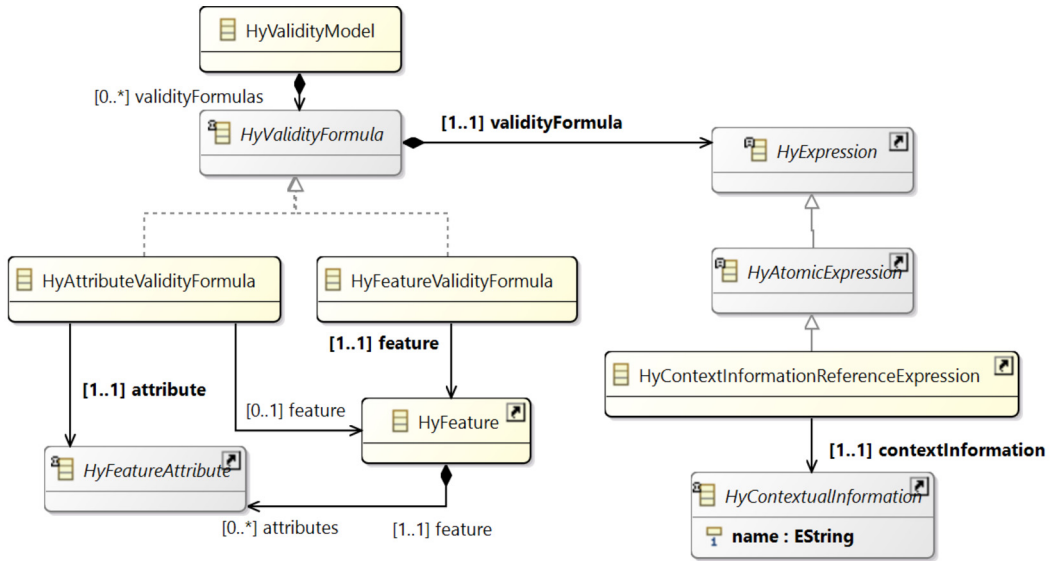 HyValidityModel
[0..*] validityFormulas
HyValidityFormula
[1..1] validityFormula
HyExpression
HyAtomicExpression
HyAttributeValidityFormula
HyFeatureValidityFormula
[1..1] feature
[1..1] attribute
[0..1] feature
HyContextInformationReferenceExpression
HyFeature
[1..1] contextInformation
HyFeatureAttribute
HyContextualInformation
[0..*] attributes
[1..1] feature
1 name : EString